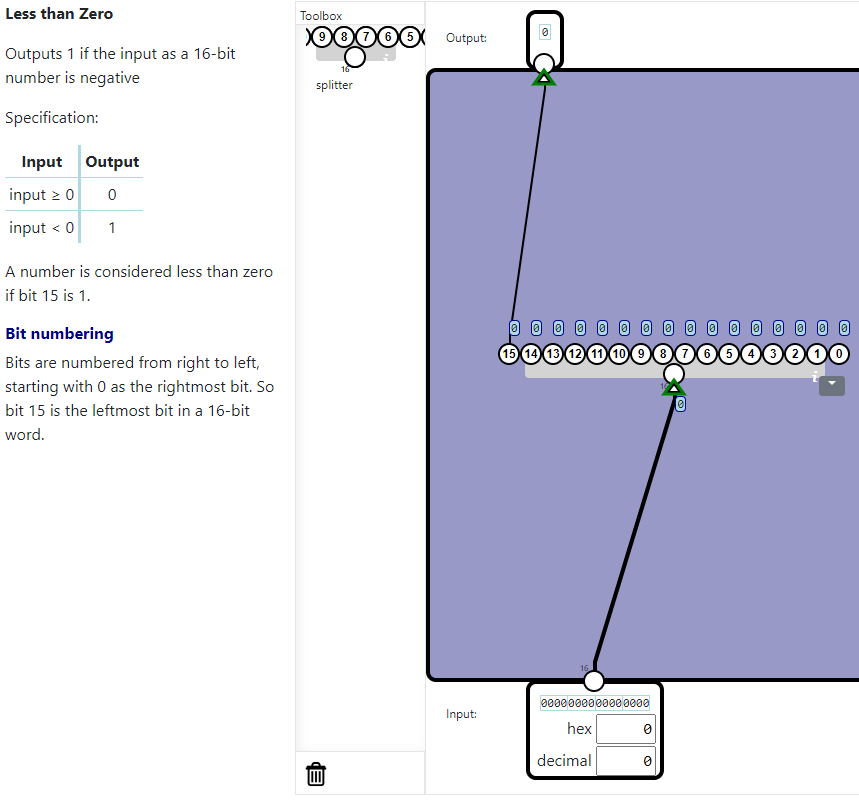 Less than Zero
Outputs 1 if the input as a 16-bit
number is negative
Specification:
Input Output
input ≥ 0 0
input < 0 1
A number is considered less than zero
if bit 15 is 1.
Bit numbering
Bits are numbered from right to left,
starting with 0 as the rightmost bit. So
bit 15 is the leftmost bit in a 16-bit
word.
Toolbox
9 8 7 6 5
i
16
splitter
Output:
0
0 0 0 0 0 0 0 0 0 0 0 0 0 0 0 0
15 14 13 12 11 10 9 8 7 6 5 4 3 2 1 0
i
16
0
16
Input:
0000000000000000
hex 0
decimal 0